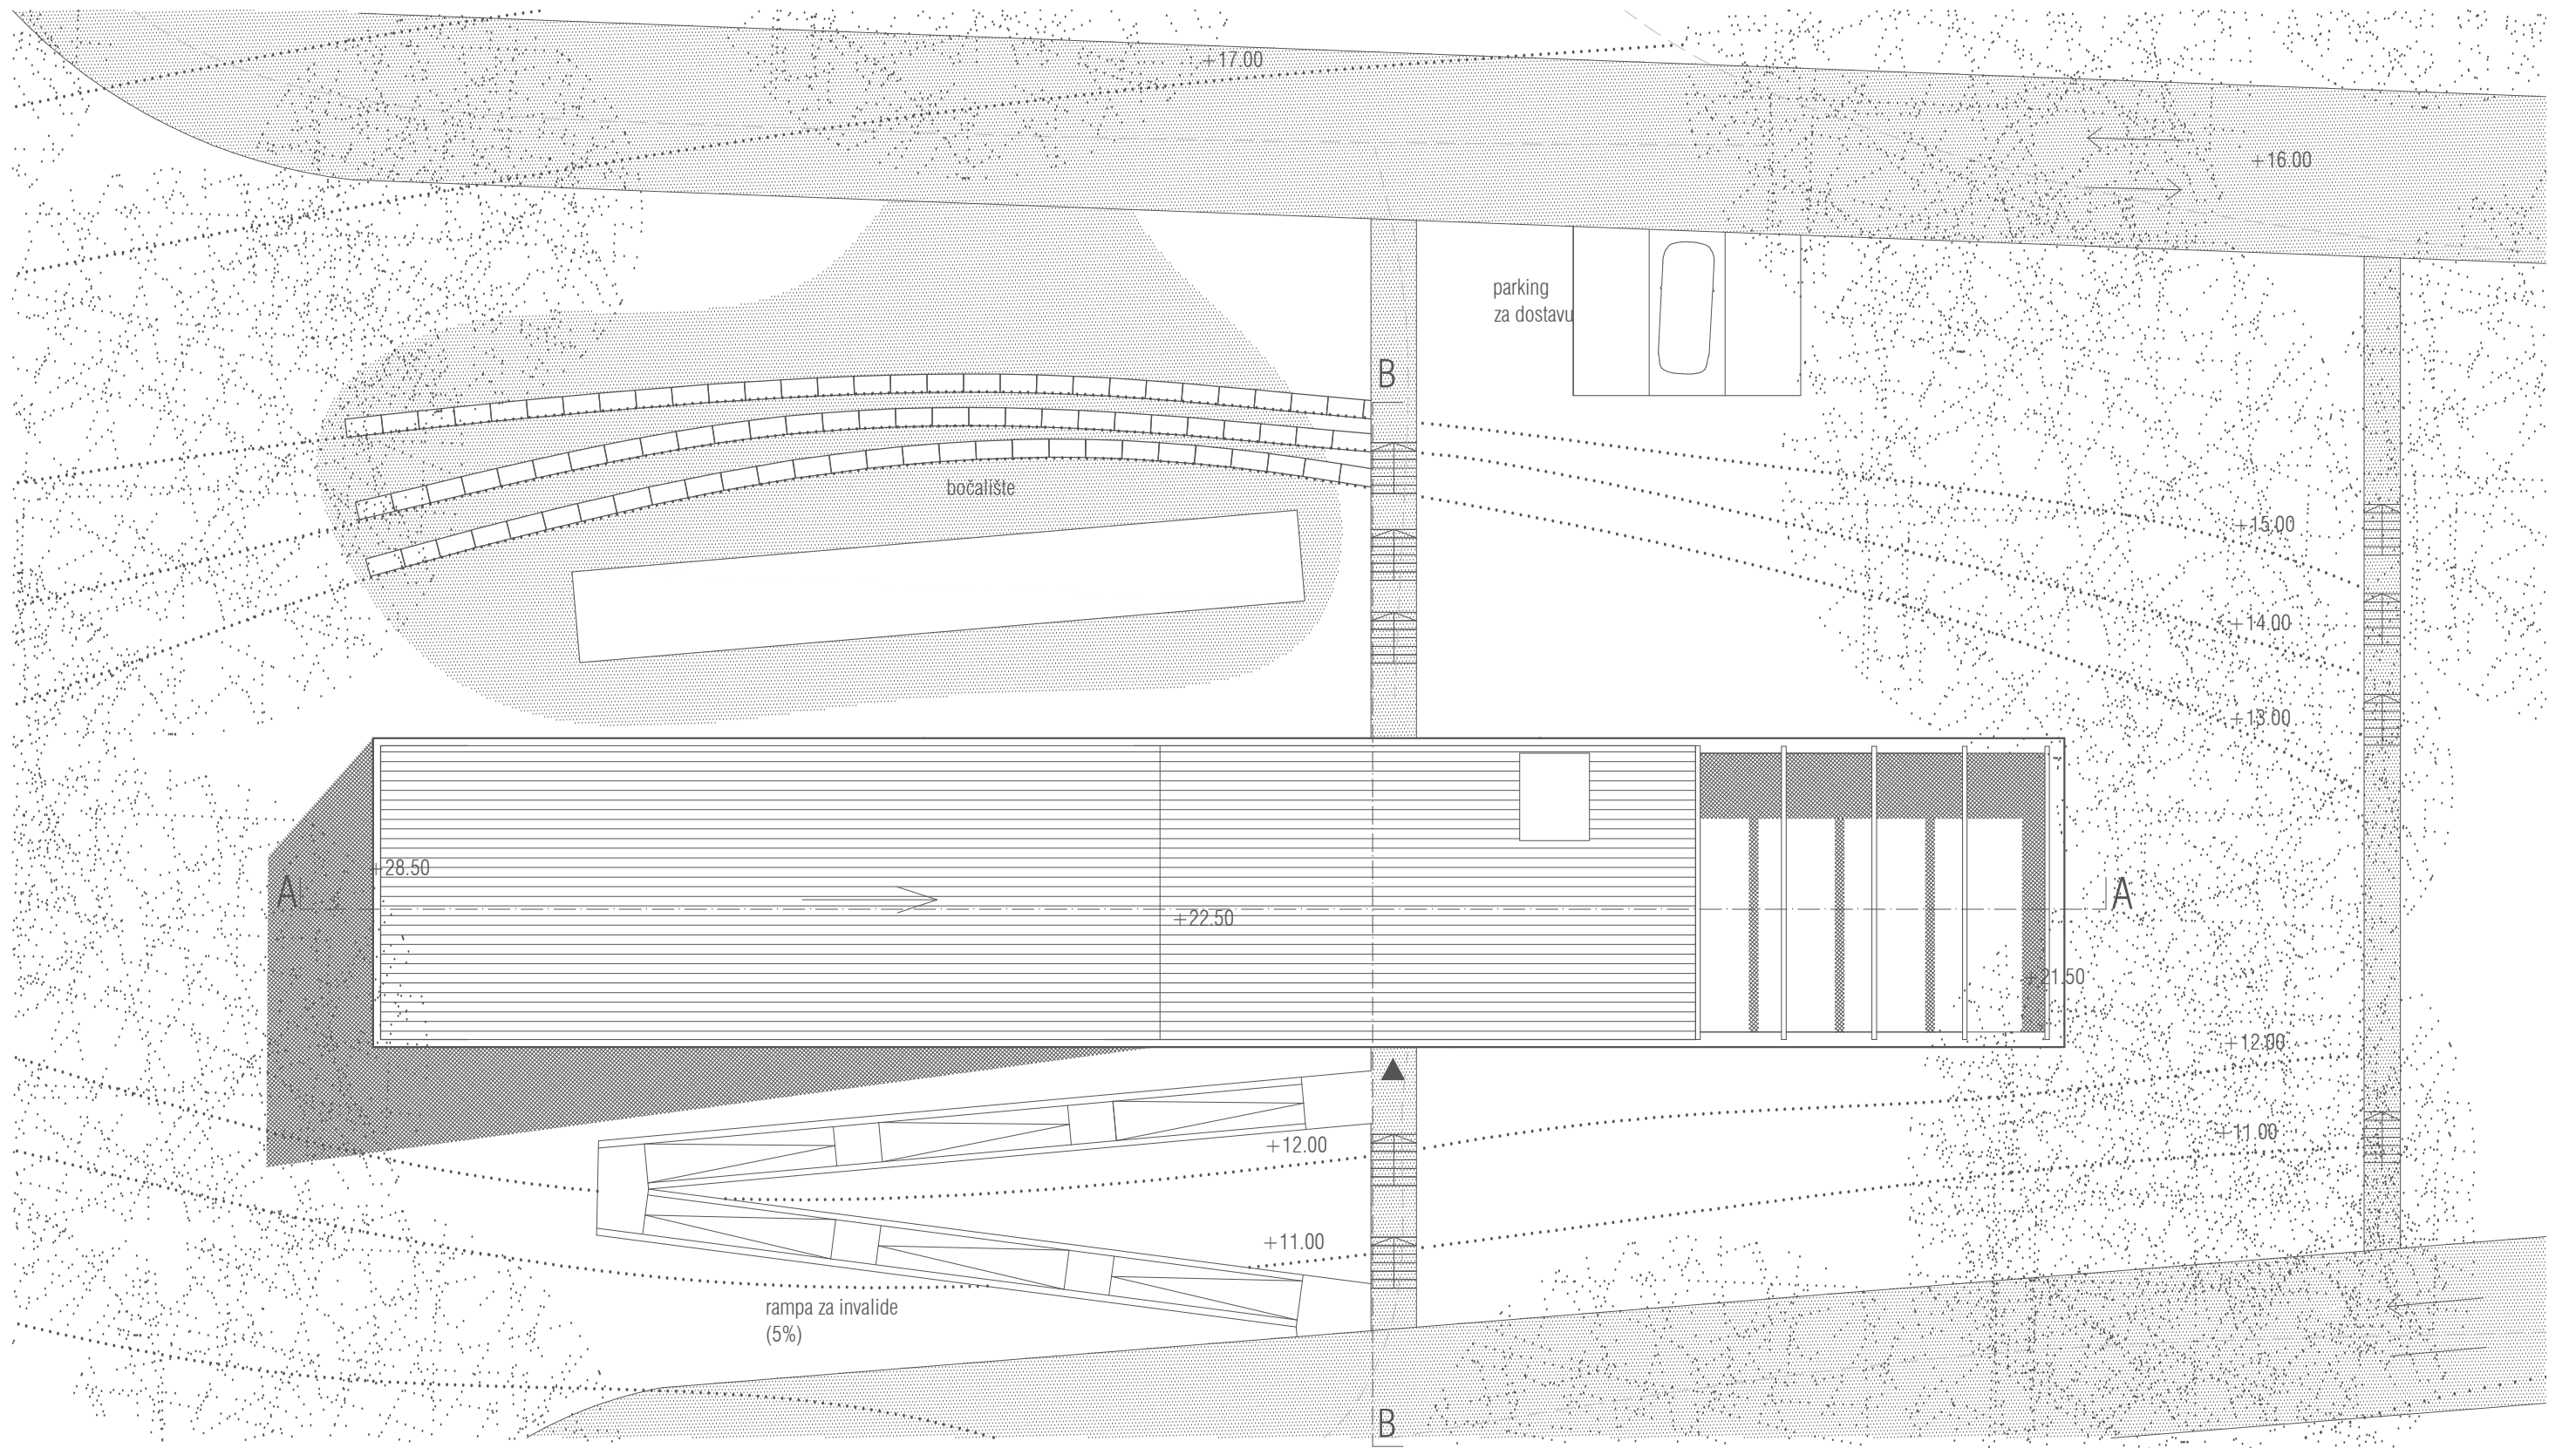 +17.00
+16.00
parking
za dostavu
B
bočalište
+15.00
+14.00
+13.00
+28.50
A
A
+22.50
+21.50
+12.00
+11.00
+12.00
+11.00
rampa za invalide
(5%)
B